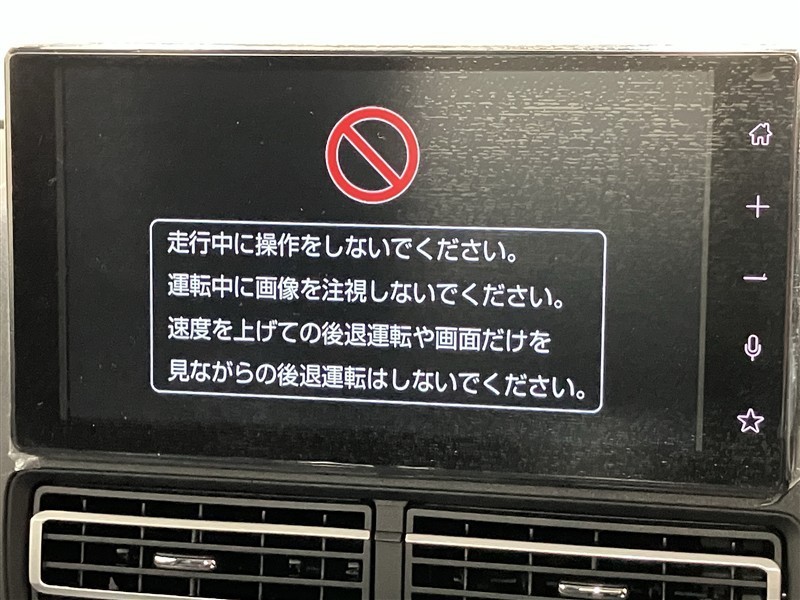 走行中に操作をしないでください。
運転中に画像を注視しないでください。
速度を上げての後退運転や画面だけを
見ながらの後退運転はしないでください。